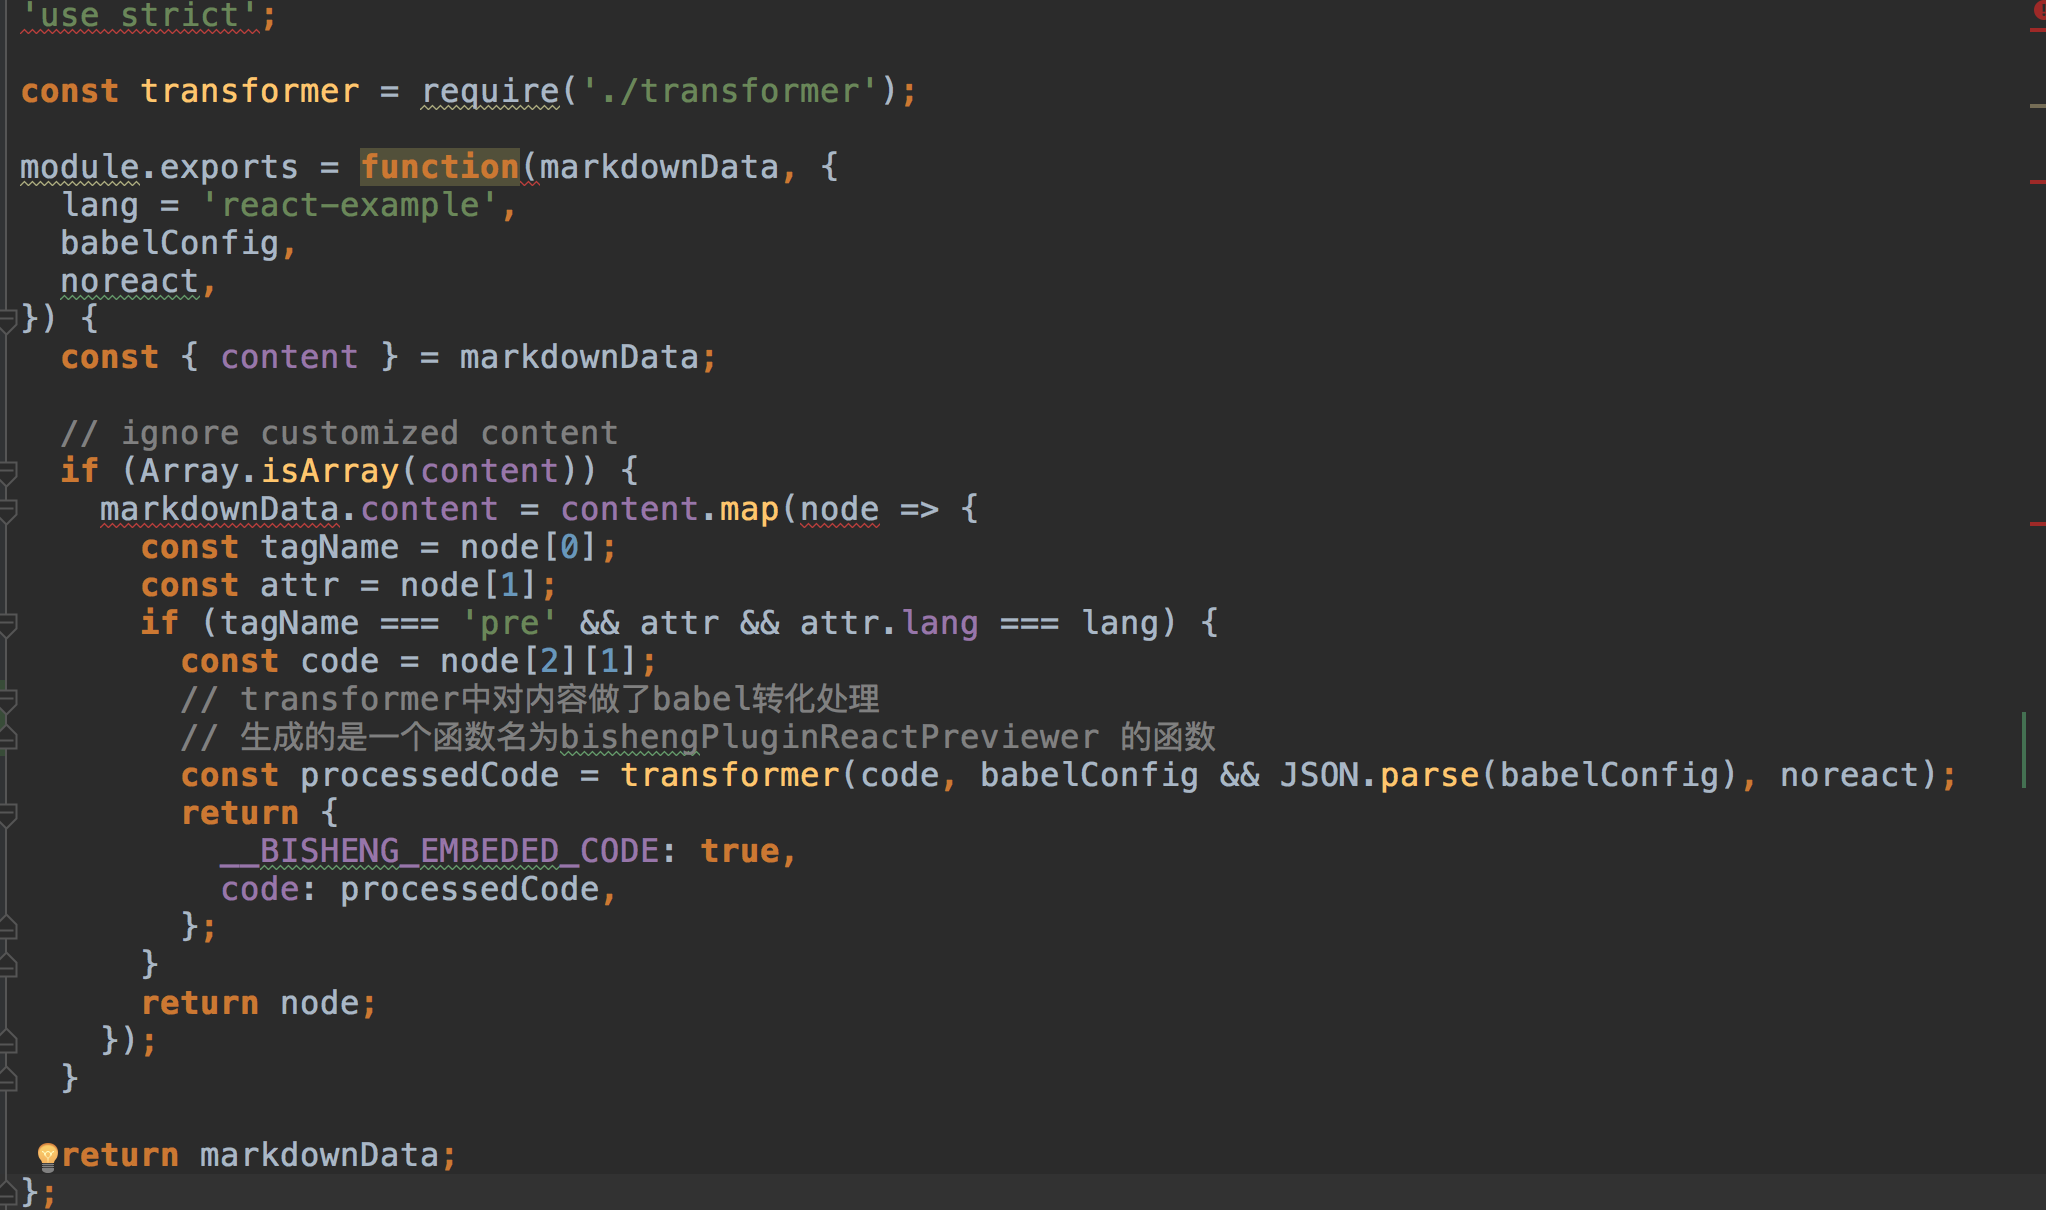 'use strict';
const transformer = require('./transformer');
module.exports = function(markdownData, {
  lang = 'react-example',
  babelConfig,
  noreact,
}) {
  const { content } = markdownData;
  // ignore customized content
  if (Array.isArray(content)) {
    markdownData.content = content.map(node => {
      const tagName = node[0];
      const attr = node[1];
      if (tagName === 'pre' && attr && attr.lang === lang) {
        const code = node[2][1];
        // transformer中对内容做了babel转化处理
        // 生成的是一个函数名为bishengPluginReactPreviewer 的函数
        const processedCode = transformer(code, babelConfig && JSON.parse(babelConfig), noreact);
        return {
          __BISHENG_EMBEDED_CODE: true,
          code: processedCode,
        };
      }
      return node;
    });
  }
  return markdownData;
};